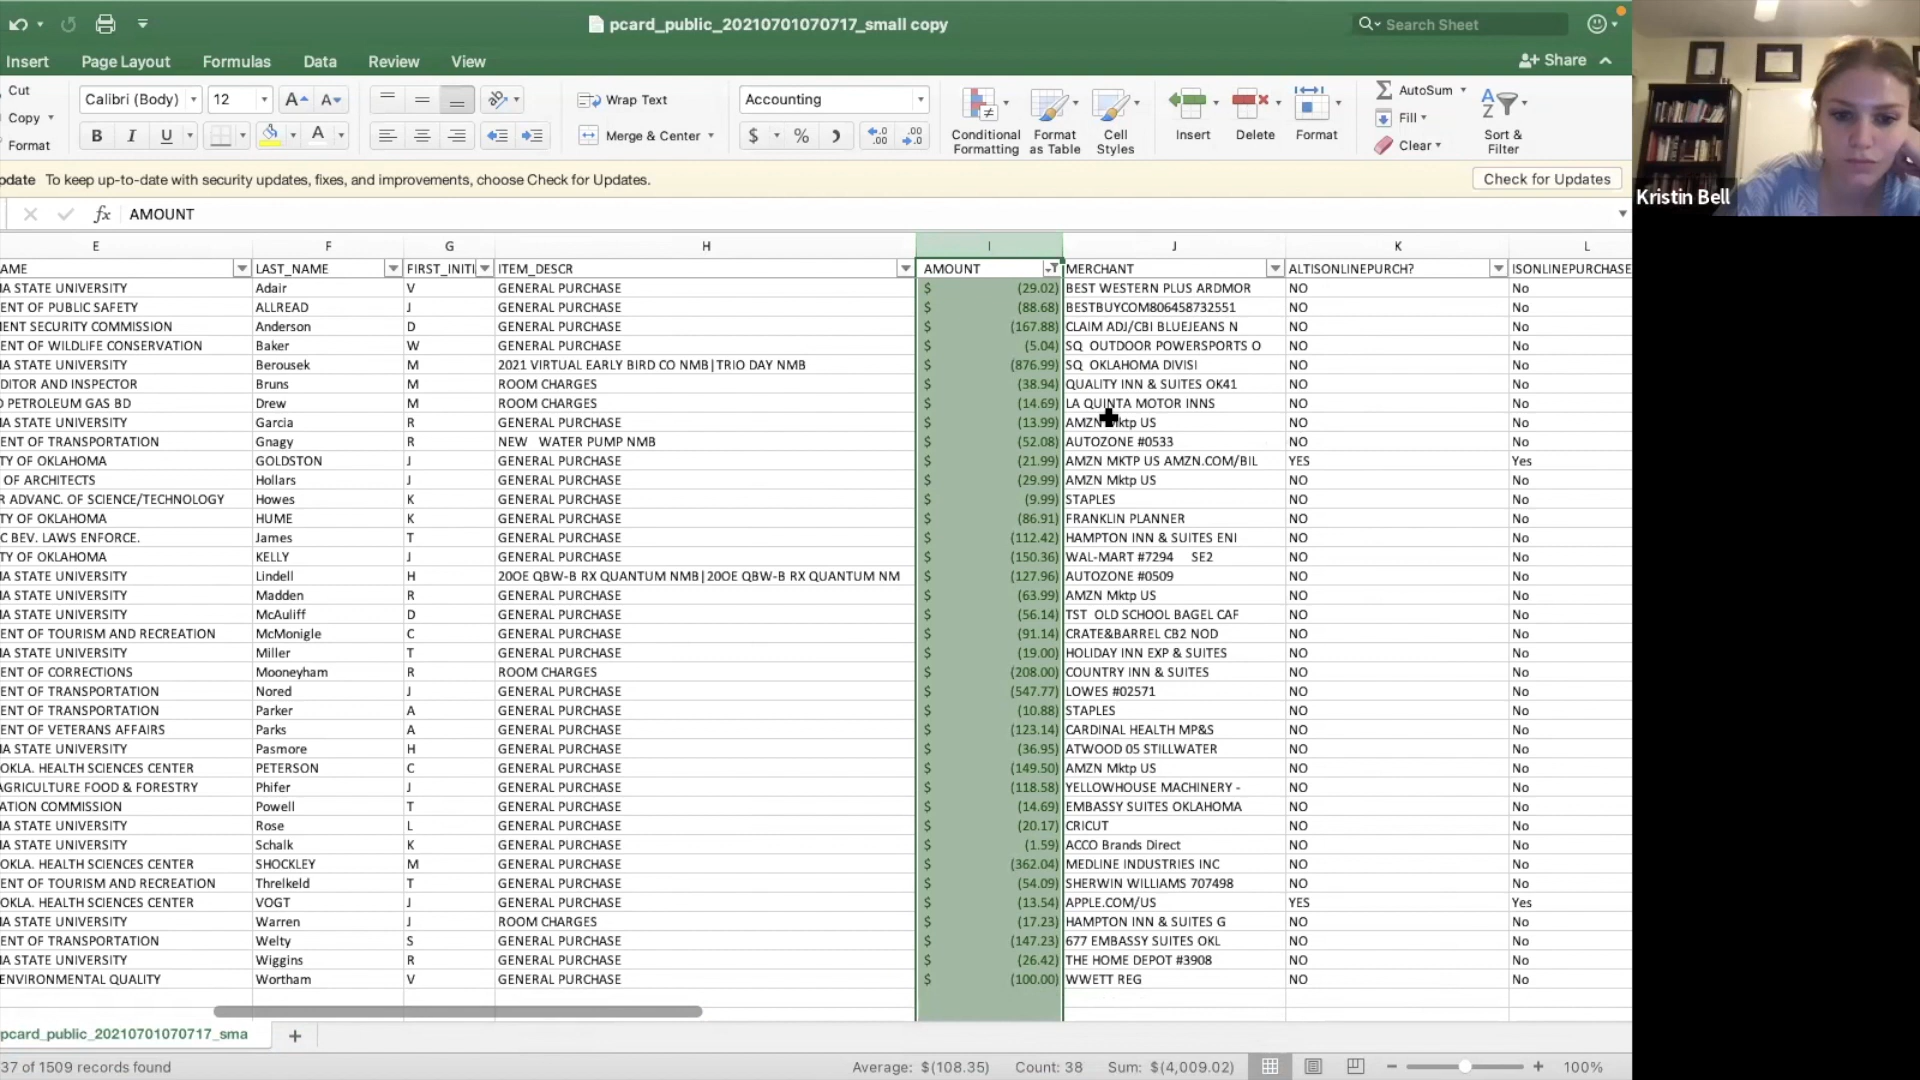 pcard_public_20210701070717_small copy
Search Sheet
Insert Page Layout Formulas Data Review View Share
Cut
Copy
Format
Calibri (Body) 12 A A
B I U A
Wrap Text
Merge & Center
Accounting
$ % .00 .00
Conditional Formatting
Format as Table
Cell Styles
Insert Delete Format
AutoSum
Fill
Clear
Sort & Filter
To keep up-to-date with security updates, fixes, and improvements, choose Check for Updates. Check for Updates
Kristin Bell
fx AMOUNT
E F G H I J K L
AME LAST_NAME FIRST_INITI ITEM_DESCR AMOUNT MERCHANT ALTISONLINEPURCH? ISONLINEPURCHASE
MA STATE UNIVERSITY Adair V GENERAL PURCHASE $ (29.02) BEST WESTERN PLUS ARDMOR NO No
ENT OF PUBLIC SAFETY ALLREAD J GENERAL PURCHASE $ (88.68) BESTBUYCOM806458732551 NO No
MENT SECURITY COMMISSION Anderson D GENERAL PURCHASE $ (167.88) CLAIM ADJ/CBI BLUEJEANS N NO No
ENT OF WILDLIFE CONSERVATION Baker W GENERAL PURCHASE $ (5.04) SQ OUTDOOR POWERSPORTS O NO No
MA STATE UNIVERSITY Berousek M 2021 VIRTUAL EARLY BIRD CO NMB|TRIO DAY NMB $ (876.99) SQ OKLAHOMA DIVISI NO No
DITOR AND INSPECTOR Bruns M ROOM CHARGES $ (38.94) QUALITY INN & SUITES OK41 NO No
D PETROLEUM GAS BD Drew M ROOM CHARGES $ (14.69) LA QUINTA MOTOR INNS NO No
MA STATE UNIVERSITY Garcia R GENERAL PURCHASE $ (13.99) AMZN Mktp US NO No
ENT OF TRANSPORTATION Gnagy R NEW WATER PUMP NMB $ (52.08) AUTOZONE #0533 NO No
TY OF OKLAHOMA GOLDSTON J GENERAL PURCHASE $ (21.99) AMZN MKTP US AMZN.COM/BIL YES Yes
OF ARCHITECTS Hollars J GENERAL PURCHASE $ (29.99) AMZN Mktp US NO No
R ADVANC. OF SCIENCE/TECHNOLOGY Howes K GENERAL PURCHASE $ (9.99) STAPLES NO No
TY OF OKLAHOMA HUME K GENERAL PURCHASE $ (86.91) FRANKLIN PLANNER NO No
C BEV. LAWS ENFORCE. James T GENERAL PURCHASE $ (112.42) HAMPTON INN & SUITES ENI NO No
TY OF OKLAHOMA KELLY J GENERAL PURCHASE $ (150.36) WAL-MART #7294 SE2 NO No
MA STATE UNIVERSITY Lindell H 20OE QBW-B RX QUANTUM NMB|20OE QBW-B RX QUANTUM NM $ (127.96) AUTOZONE #0509 NO No
MA STATE UNIVERSITY Madden R GENERAL PURCHASE $ (63.99) AMZN Mktp US NO No
MA STATE UNIVERSITY McAuliff D GENERAL PURCHASE $ (56.14) TST OLD SCHOOL BAGEL CAF NO No
ENT OF TOURISM AND RECREATION McMonigle C GENERAL PURCHASE $ (91.14) CRATE&BARREL CB2 NOD NO No
MA STATE UNIVERSITY Miller T GENERAL PURCHASE $ (19.00) HOLIDAY INN EXP & SUITES NO No
ENT OF CORRECTIONS Mooneyham R ROOM CHARGES $ (208.00) COUNTRY INN & SUITES NO No
ENT OF TRANSPORTATION Nored J GENERAL PURCHASE $ (547.77) LOWES #02571 NO No
ENT OF TRANSPORTATION Parker A GENERAL PURCHASE $ (10.88) STAPLES NO No
ENT OF VETERANS AFFAIRS Parks A GENERAL PURCHASE $ (123.14) CARDINAL HEALTH MP&S NO No
MA STATE UNIVERSITY Pasmore H GENERAL PURCHASE $ (36.95) ATWOOD 05 STILLWATER NO No
OKLA. HEALTH SCIENCES CENTER PETERSON C GENERAL PURCHASE $ (149.50) AMZN Mktp US NO No
AGRICULTURE FOOD & FORESTRY Phifer J GENERAL PURCHASE $ (118.58) YELLOWHOUSE MACHINERY - NO No
ATION COMMISSION Powell T GENERAL PURCHASE $ (14.69) EMBASSY SUITES OKLAHOMA NO No
MA STATE UNIVERSITY Rose L GENERAL PURCHASE $ (20.17) CRICUT NO No
MA STATE UNIVERSITY Schalk K GENERAL PURCHASE $ (1.59) ACCO Brands Direct NO No
OKLA. HEALTH SCIENCES CENTER SHOCKLEY M GENERAL PURCHASE $ (362.04) MEDLINE INDUSTRIES INC NO No
ENT OF TOURISM AND RECREATION Threlkeld T GENERAL PURCHASE $ (54.09) SHERWIN WILLIAMS 707498 NO No
OKLA. HEALTH SCIENCES CENTER VOGT J GENERAL PURCHASE $ (13.54) APPLE.COM/US YES Yes
MA STATE UNIVERSITY Warren J ROOM CHARGES $ (17.23) HAMPTON INN & SUITES G NO No
ENT OF TRANSPORTATION Welty S GENERAL PURCHASE $ (147.23) 677 EMBASSY SUITES OKL NO No
MA STATE UNIVERSITY Wiggins R GENERAL PURCHASE $ (26.42) THE HOME DEPOT #3908 NO No
ENVIRONMENTAL QUALITY Wortham V GENERAL PURCHASE $ (100.00) WWETT REG NO No
pcard_public_20210701070717_sma +
37 of 1509 records found Average: $(108.35) Count: 38 Sum: $(4,009.02) 100%